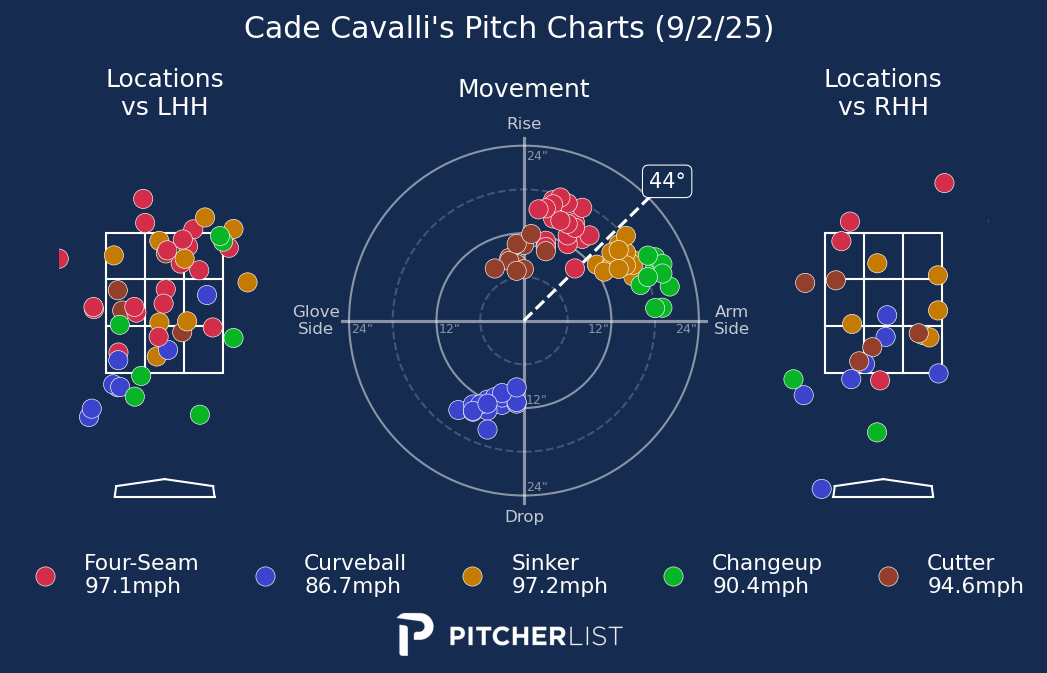 Cade Cavalli's Pitch Charts (9/2/25)
Locations
vs LHH
Movement
Locations
vs RHH
Rise
24"
44°
Glove
Side
24"
12"
12"
24"
Arm
Side
12"
24"
Drop
Four-Seam
97.1mph
Curveball
86.7mph
Sinker
97.2mph
Changeup
90.4mph
Cutter
94.6mph
PITCHERLIST